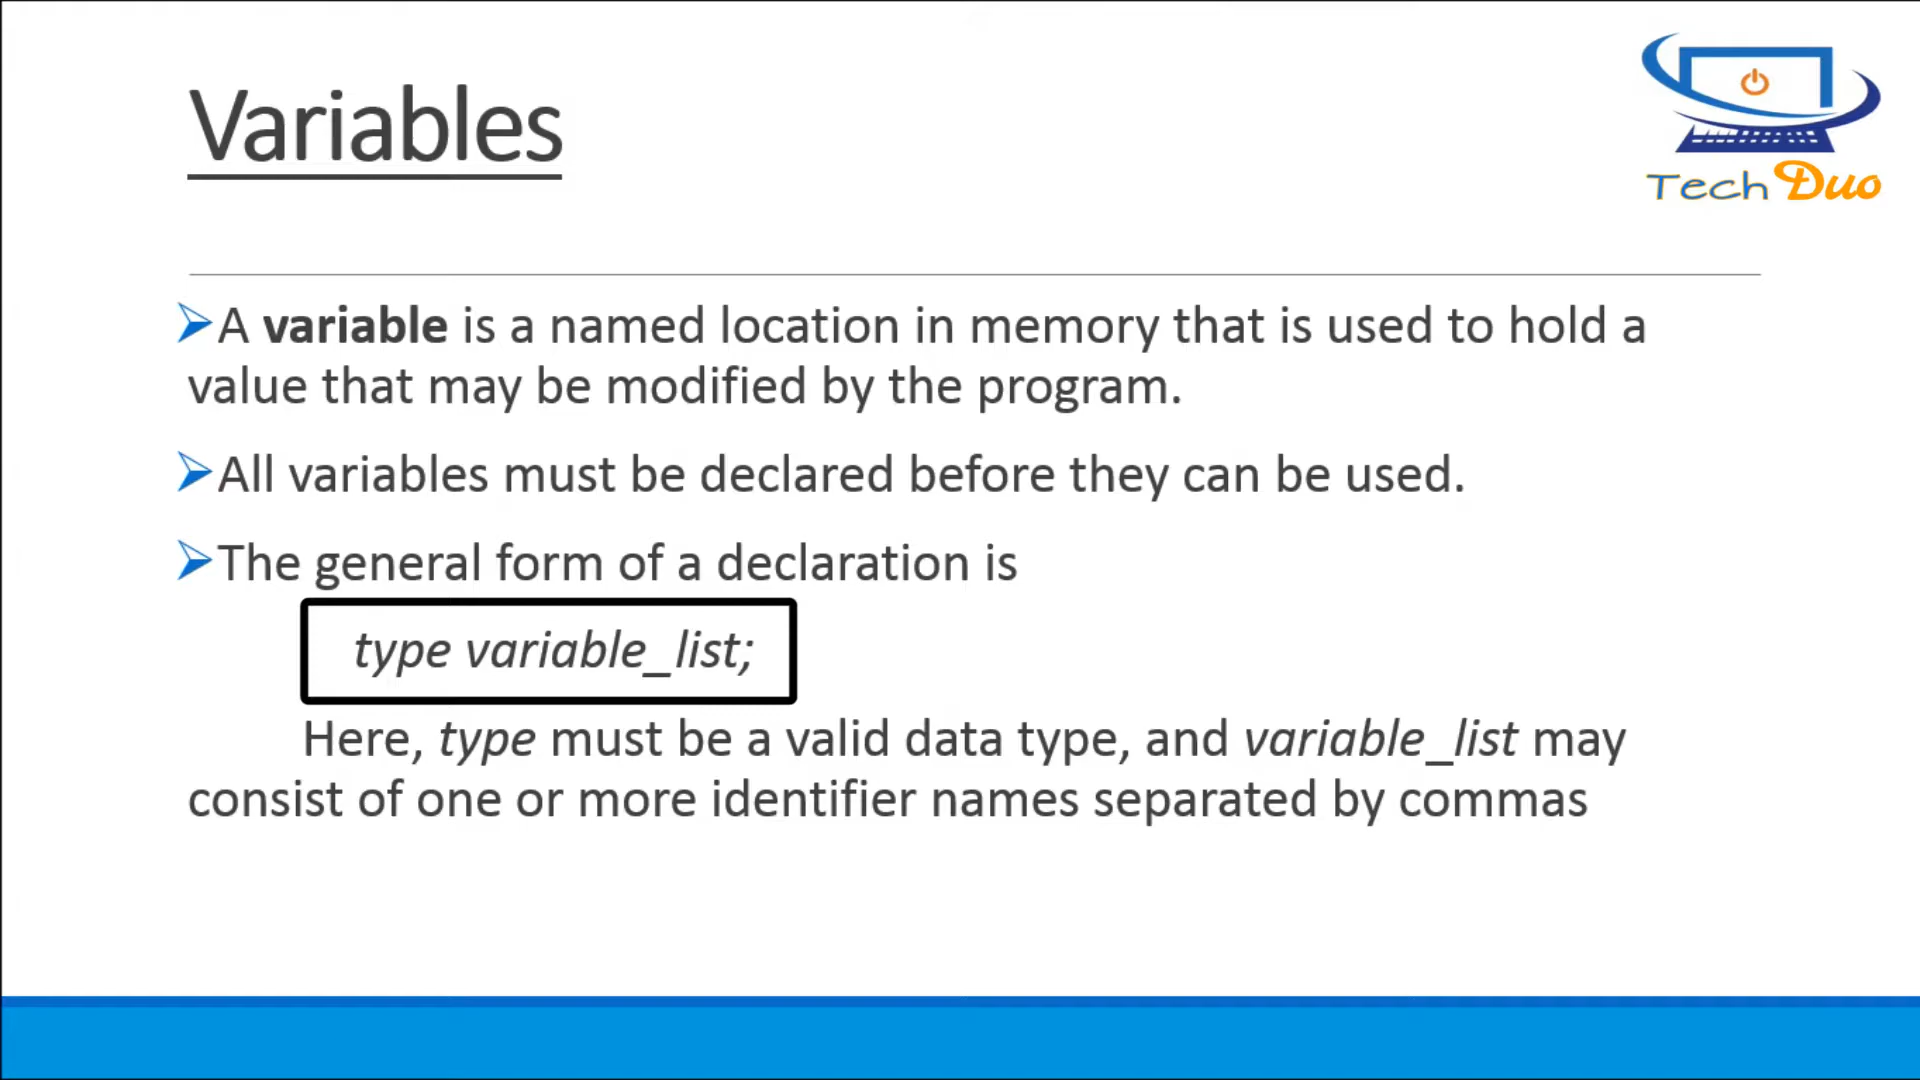 Variables
Tech Duo
A variable is a named location in memory that is used to hold a
value that may be modified by the program.
All variables must be declared before they can be used.
The general form of a declaration is
type variable_list;
Here, type must be a valid data type, and variable_list may
consist of one or more identifier names separated by commas